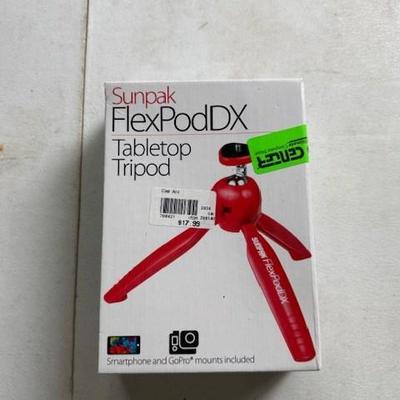 Sunpak
FlexPodDX
Tabletop
Tripod
$17.99
SUNPAK FlexPodDX
Smartphone and GoPro® mounts included